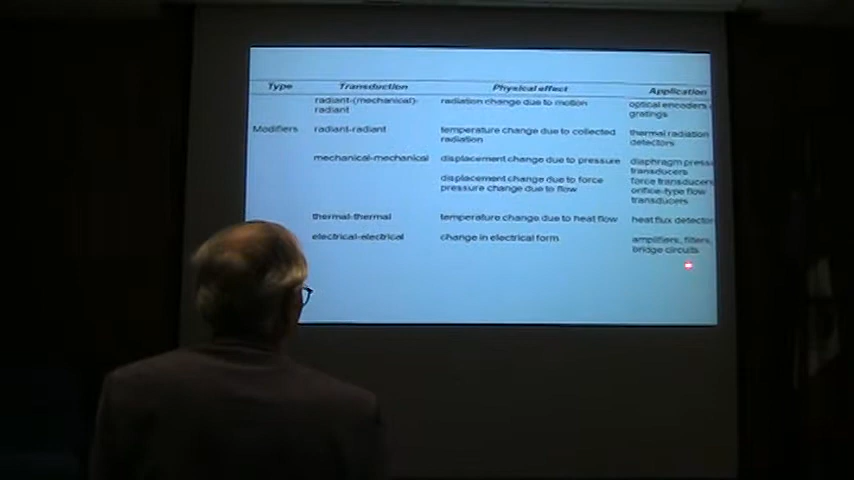 Type Transduction Physical effect Application
radiant-(mechanical)- radiation change due to motion optical encoders
radiant gratings
Modifiers radiant-radiant temperature change due to collected thermal radiation
radiation detectors
mechanical-mechanical displacement change due to pressure diaphragm press
transducers
displacement change due to force force transducers
pressure change due to flow orifice-type flow
transducers
thermal-thermal temperature change due to heat flow heat flux detector
electrical-electrical change in electrical form amplifiers, filters,
bridge circuits